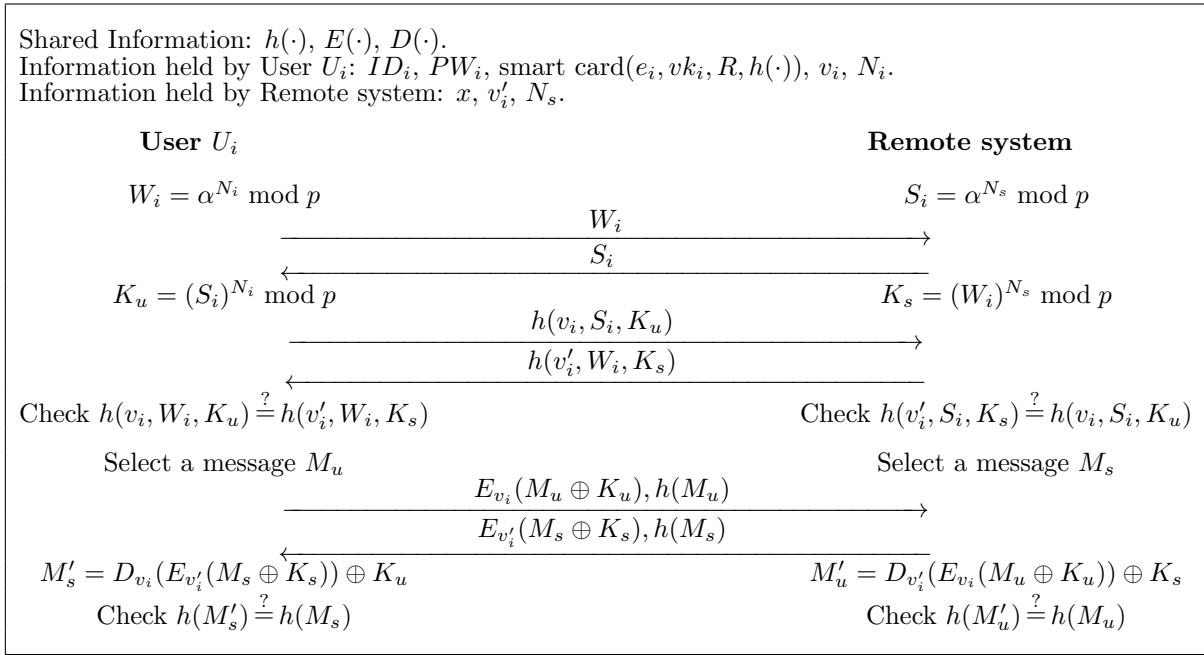 Shared Information: h(·), E(·), D(·).
Information held by User U_i: ID_i, PW_i, smart card(e_i, vk_i, R, h(·)), v_i, N_i.
Information held by Remote system: x, v′_i, N_s.
User U_i Remote system
W_i = α^{N_i} mod p S_i = α^{N_s} mod p
W_i
S_i
K_u = (S_i)^{N_i} mod p K_s = (W_i)^{N_s} mod p
h(v_i, S_i, K_u)
h(v′_i, W_i, K_s)
Check h(v_i, W_i, K_u) ≟ h(v′_i, W_i, K_s) Check h(v′_i, S_i, K_s) ≟ h(v_i, S_i, K_u)
Select a message M_u Select a message M_s
E_{v_i}(M_u ⊕ K_u), h(M_u)
E_{v′_i}(M_s ⊕ K_s), h(M_s)
M′_s = D_{v_i}(E_{v′_i}(M_s ⊕ K_s)) ⊕ K_u M′_u = D_{v′_i}(E_{v_i}(M_u ⊕ K_u)) ⊕ K_s
Check h(M′_s) ≟ h(M_s) Check h(M′_u) ≟ h(M_u)